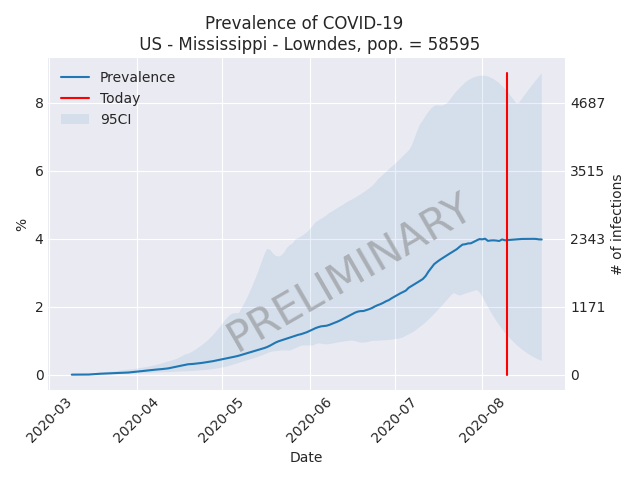 Prevalence of COVID-19
US - Mississippi - Lowndes, pop. = 58595
Prevalence
Today
95CI
PRELIMINARY
%
8
6
4
2
0
4687
3515
2343
1171
0
# of infections
2020-03
2020-04
2020-05
2020-06
2020-07
2020-08
Date